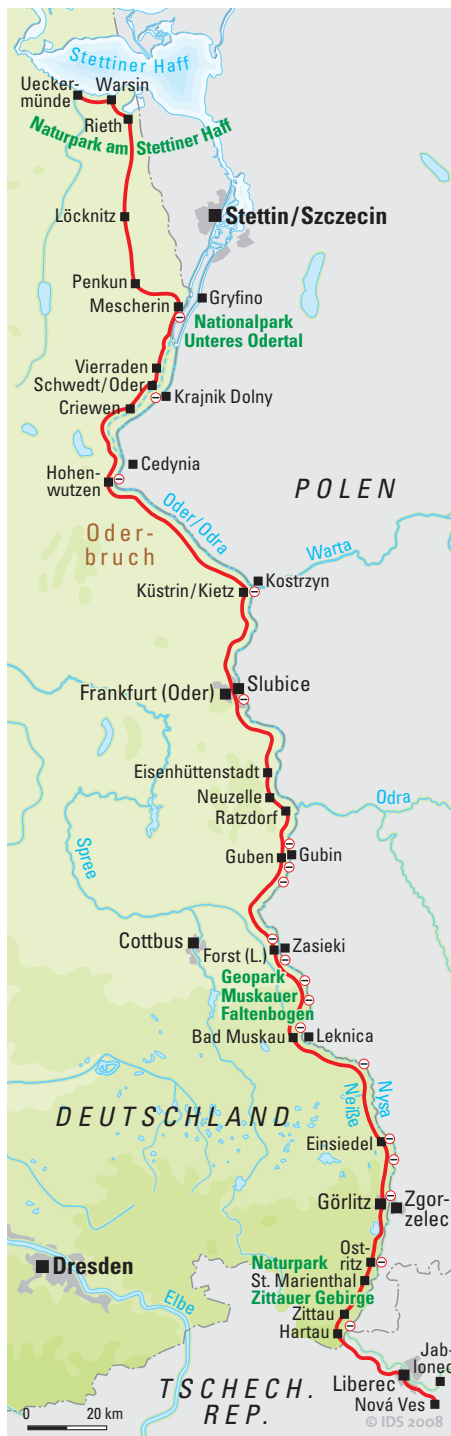 Stettiner Haff
Uecker-
münde
Warsin
Rieth
Naturpark am Stettiner Haff
Löcknitz
Stettin/Szczecin
Penkun
Mescherin
Gryfino
Nationalpark
Unteres Odertal
Vierraden
Schwedt/Oder
Criewen
Krajnik Dolny
Cedynia
Hohen-
wutzen
POLEN
Oder/Odra
Oder-
bruch
Warta
Kostrzyn
Küstrin/Kietz
Slubice
Frankfurt (Oder)
Eisenhüttenstadt
Neuzelle
Ratzdorf
Odra
Spree
Guben
Gubin
Cottbus
Zasieki
Forst (L.)
Geopark
Muskauer
Faltenbogen
Bad Muskau
Leknica
Nysa
Neiße
DEUTSCHLAND
Einsiedel
Görlitz
Zgor-
zelec
Ost-
ritz
Naturpark
St. Marienthal
Zittauer Gebirge
Dresden
Elbe
Zittau
Hartau
Jab-
lonec
Liberec
Nová Ves
TSCHECH.
REP.
0 20 km
© IDS 2008